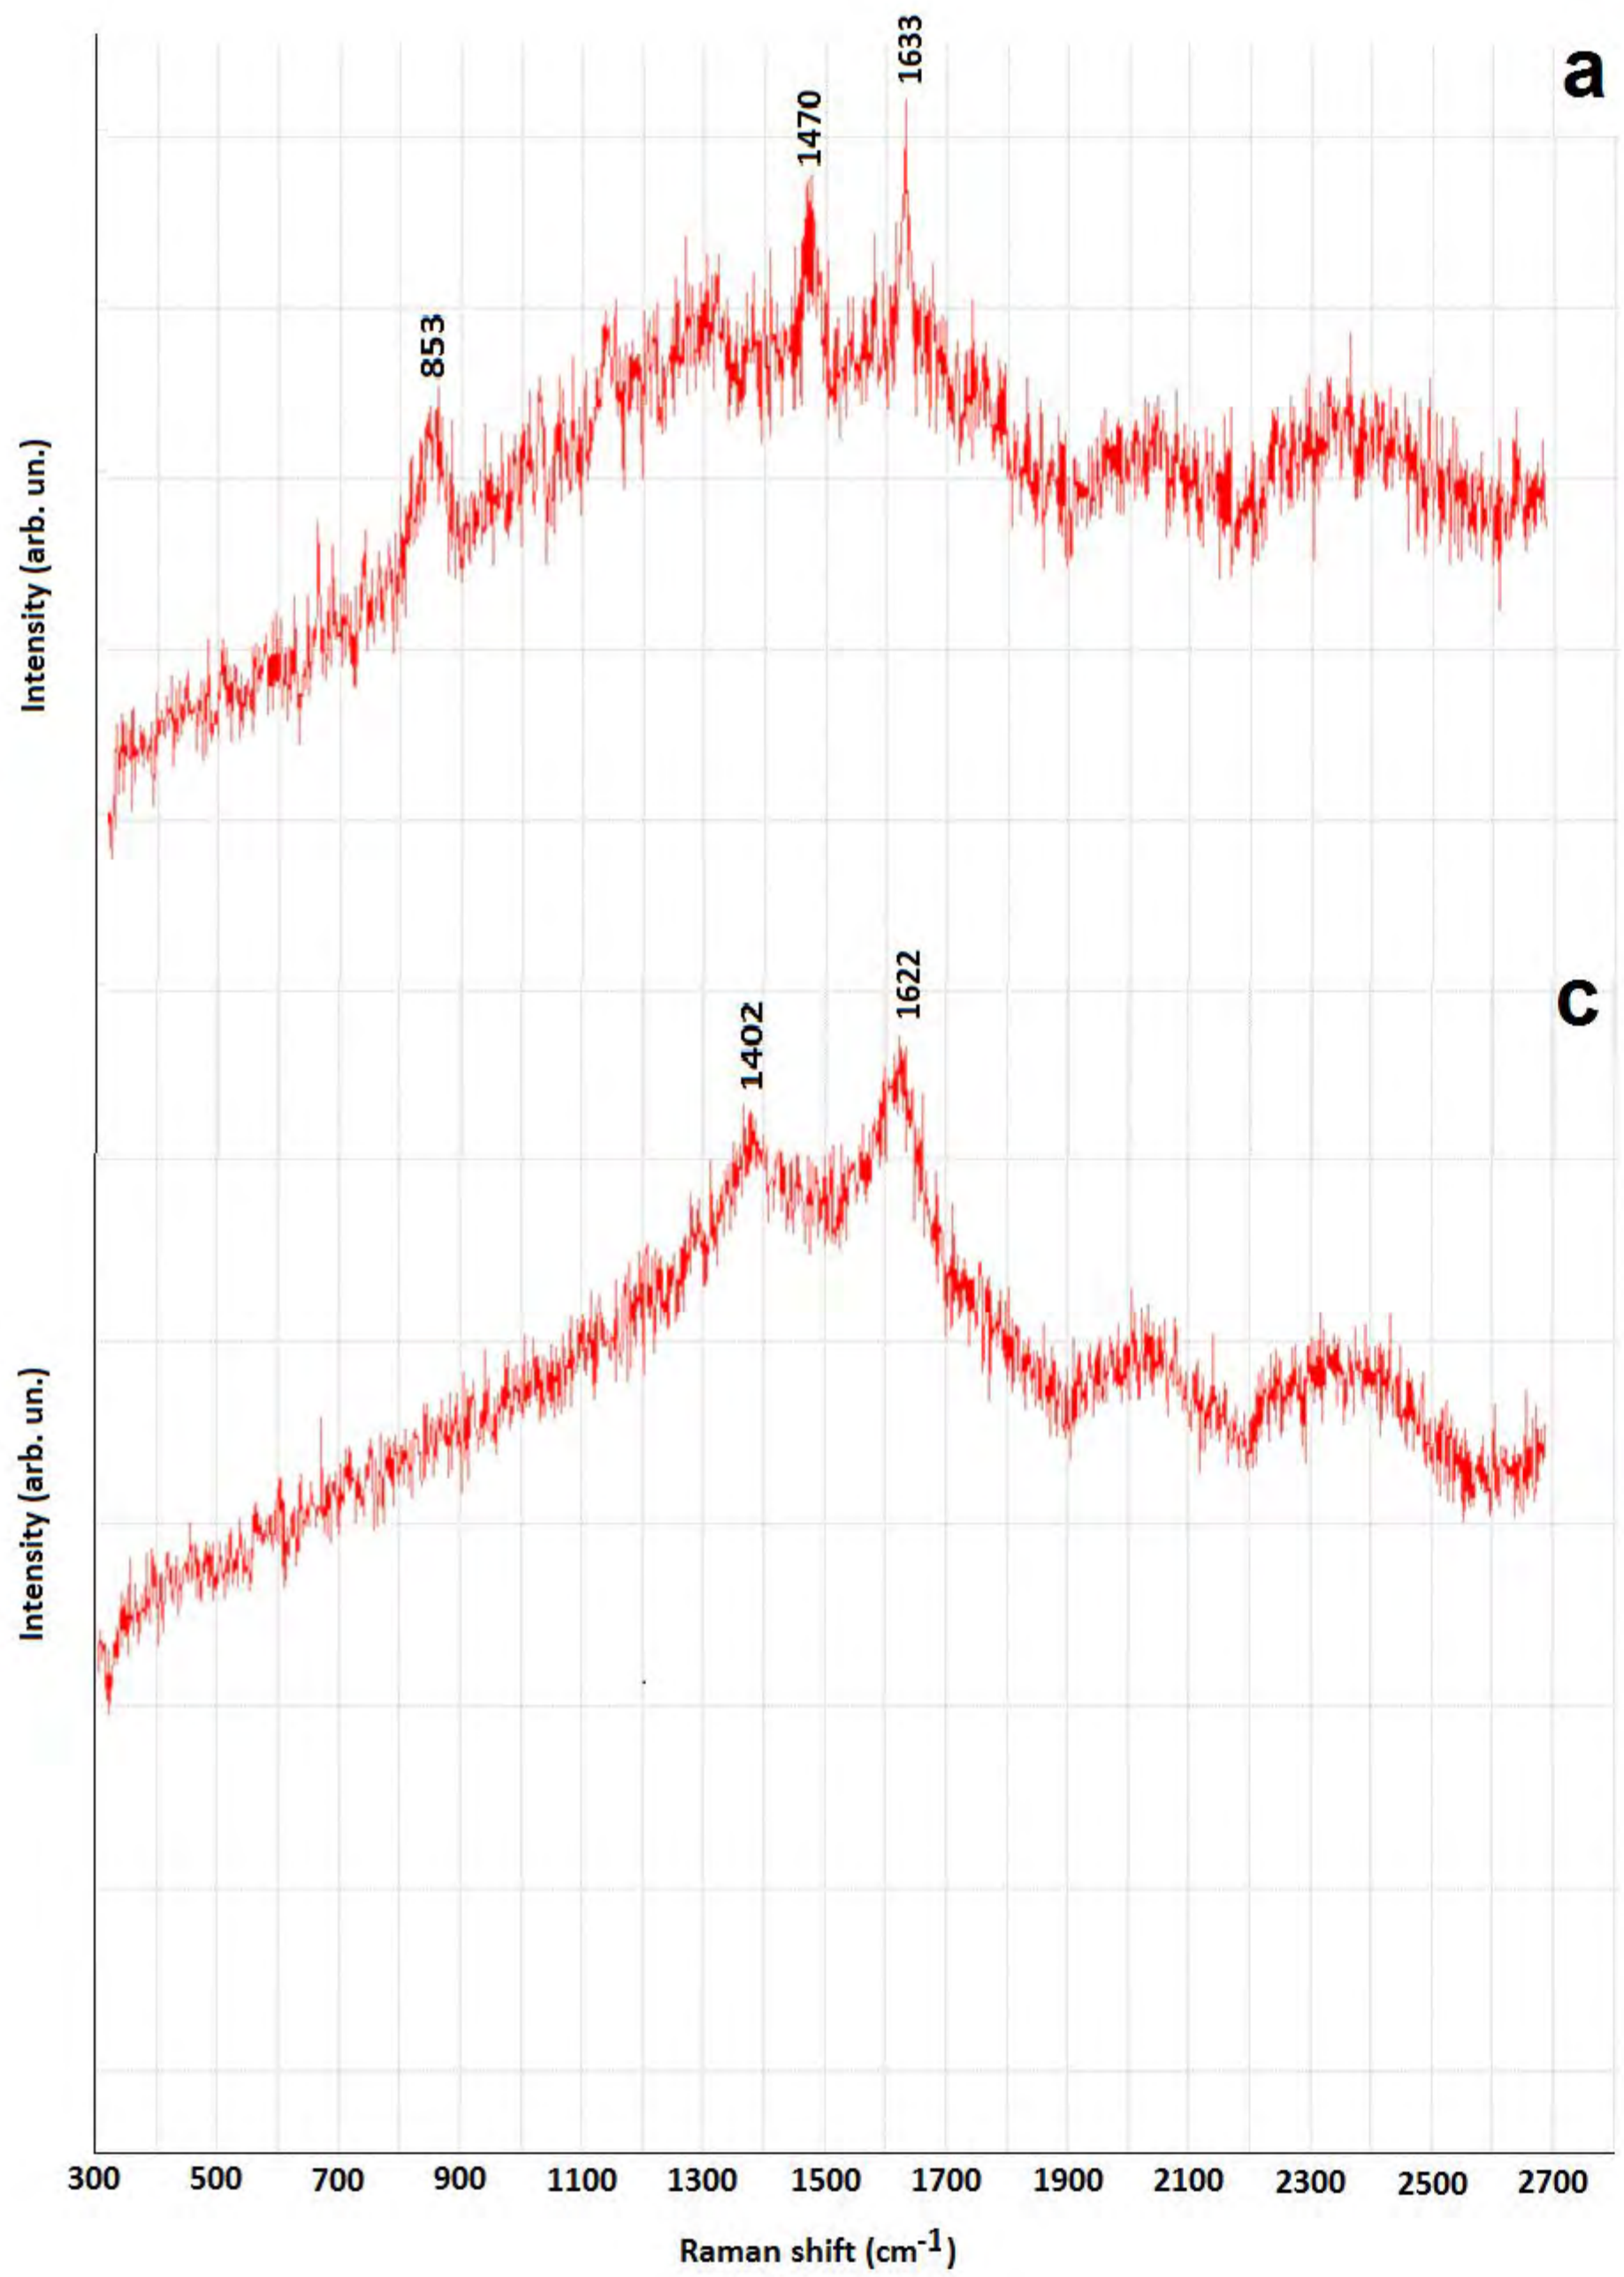 a
1633
1470
853
Intensity (arb. un.)
c
1622
1402
Intensity (arb. un.)
300 500 700 900 1100 1300 1500 1700 1900 2100 2300 2500 2700
Raman shift (cm-1)